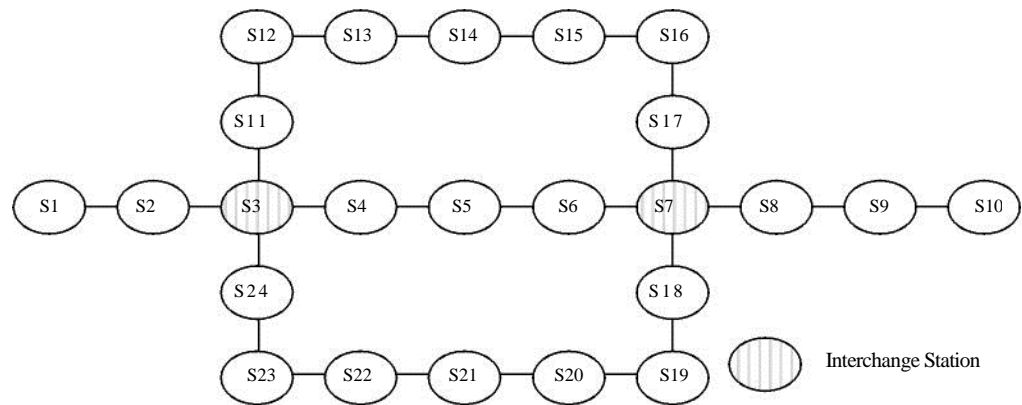 S12 S13 S14 S15 S16
S11 S17
S1 S2 S3 S4 S5 S6 S7 S8 S9 S10
S24 S18
S23 S22 S21 S20 S19
Interchange Station